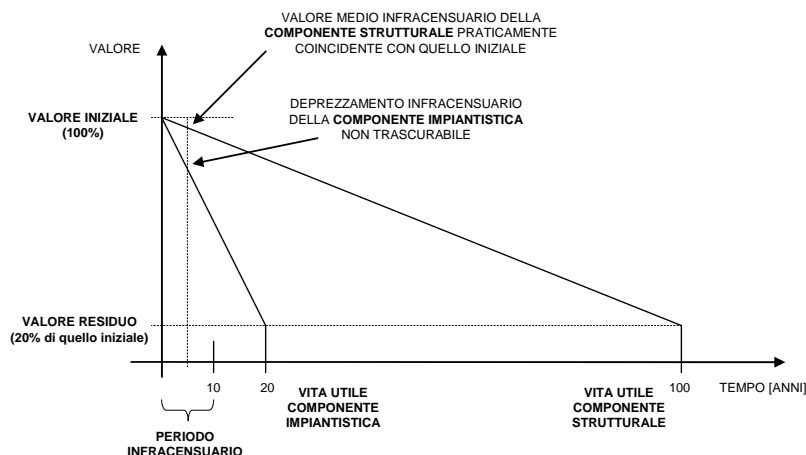 VALORE MEDIO INFRACENSUARIO DELLA
COMPONENTE STRUTTURALE PRATICAMENTE
COINCIDENTE CON QUELLO INIZIALE
VALORE
DEPREZZAMENTO INFRACENSUARIO
DELLA COMPONENTE IMPIANTISTICA
NON TRASCURABILE
VALORE INIZIALE
(100%)
VALORE RESIDUO
(20% di quello iniziale)
10
20
100
TEMPO [ANNI]
VITA UTILE
COMPONENTE
IMPIANTISTICA
VITA UTILE
COMPONENTE
STRUTTURALE
PERIODO
INFRACENSUARIO